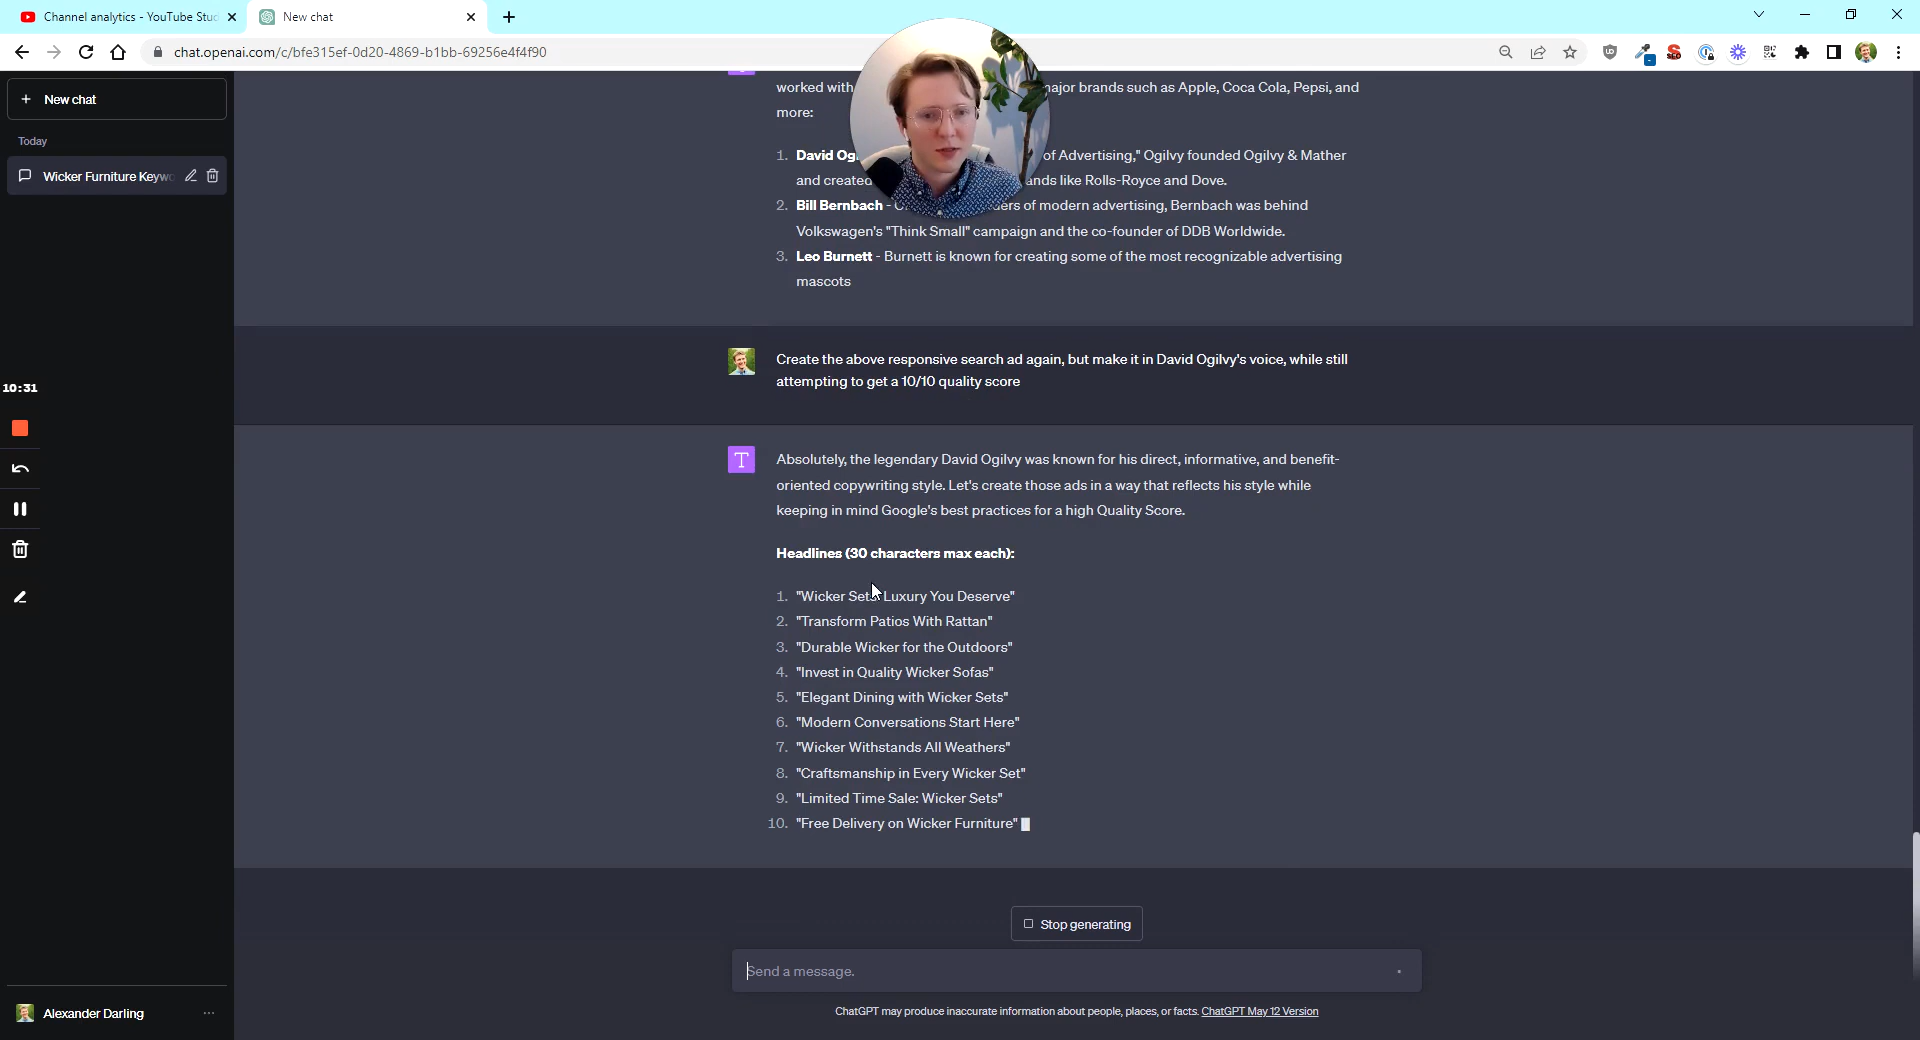 Channel analytics - YouTube Stu
New chat
chat.openai.com/c/bfe315ef-0d20-4869-b1bb-69256e4f4f90
+ New chat
Today
Wicker Furniture Keyw
10:31
worked with major brands such as Apple, Coca Cola, Pepsi, and
more:
1. David Og of Advertising," Ogilvy founded Ogilvy & Mather
and created ands like Rolls-Royce and Dove.
2. Bill Bernbach - ers of modern advertising, Bernbach was behind
Volkswagen's "Think Small" campaign and the co-founder of DDB Worldwide.
3. Leo Burnett - Burnett is known for creating some of the most recognizable advertising
mascots
Create the above responsive search ad again, but make it in David Ogilvy's voice, while still
attempting to get a 10/10 quality score
T
Absolutely, the legendary David Ogilvy was known for his direct, informative, and benefit-
oriented copywriting style. Let's create those ads in a way that reflects his style while
keeping in mind Google's best practices for a high Quality Score.
Headlines (30 characters max each):
1. "Wicker Sets: Luxury You Deserve"
2. "Transform Patios With Rattan"
3. "Durable Wicker for the Outdoors"
4. "Invest in Quality Wicker Sofas"
5. "Elegant Dining with Wicker Sets"
6. "Modern Conversations Start Here"
7. "Wicker Withstands All Weathers"
8. "Craftsmanship in Every Wicker Set"
9. "Limited Time Sale: Wicker Sets"
10. "Free Delivery on Wicker Furniture"
Stop generating
Send a message.
ChatGPT may produce inaccurate information about people, places, or facts. ChatGPT May 12 Version
Alexander Darling
...